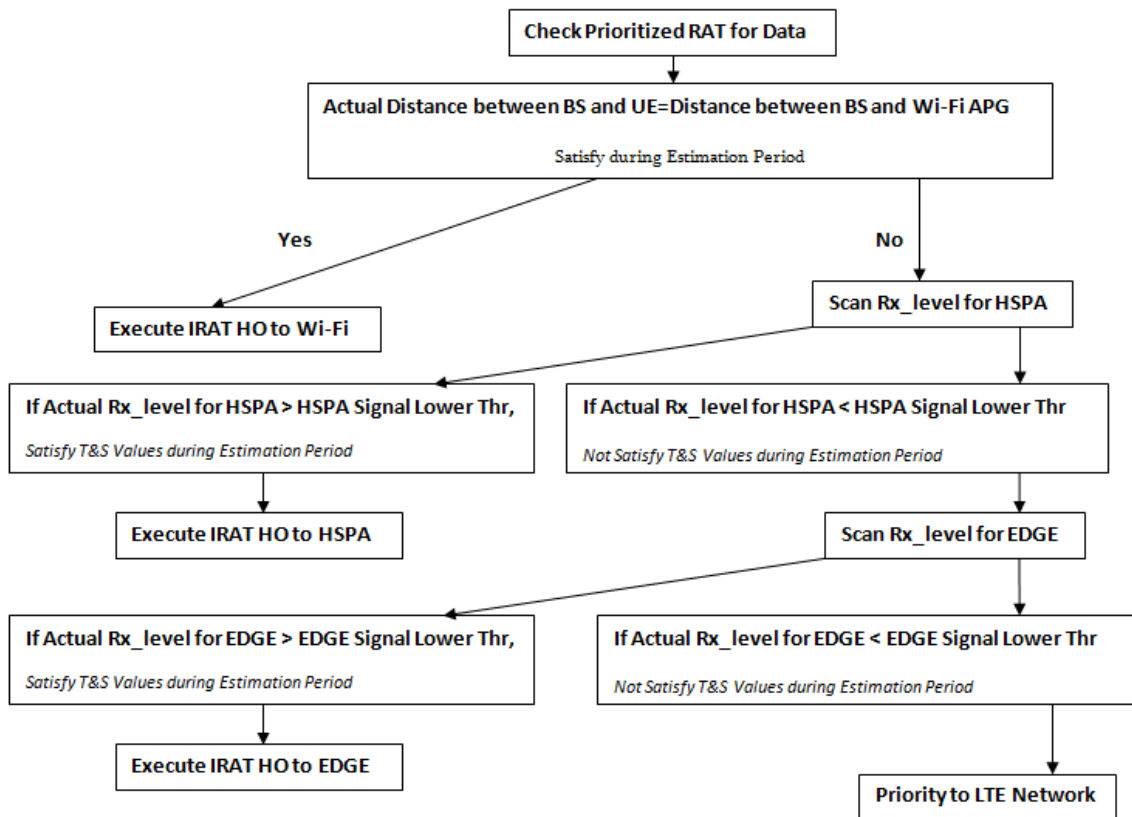 Check Prioritized RAT for Data
Actual Distance between BS and UE=Distance between BS and Wi-Fi APG
Satisfy during Estimation Period
Yes
No
Scan Rx_level for HSPA
Execute IRAT HO to Wi-Fi
If Actual Rx_level for HSPA > HSPA Signal Lower Thr,
Satisfy T&S Values during Estimation Period
If Actual Rx_level for HSPA < HSPA Signal Lower Thr
Not Satisfy T&S Values during Estimation Period
Execute IRAT HO to HSPA
Scan Rx_level for EDGE
If Actual Rx_level for EDGE > EDGE Signal Lower Thr,
Satisfy T&S Values during Estimation Period
If Actual Rx_level for EDGE < EDGE Signal Lower Thr
Not Satisfy T&S Values during Estimation Period
Execute IRAT HO to EDGE
Priority to LTE Network